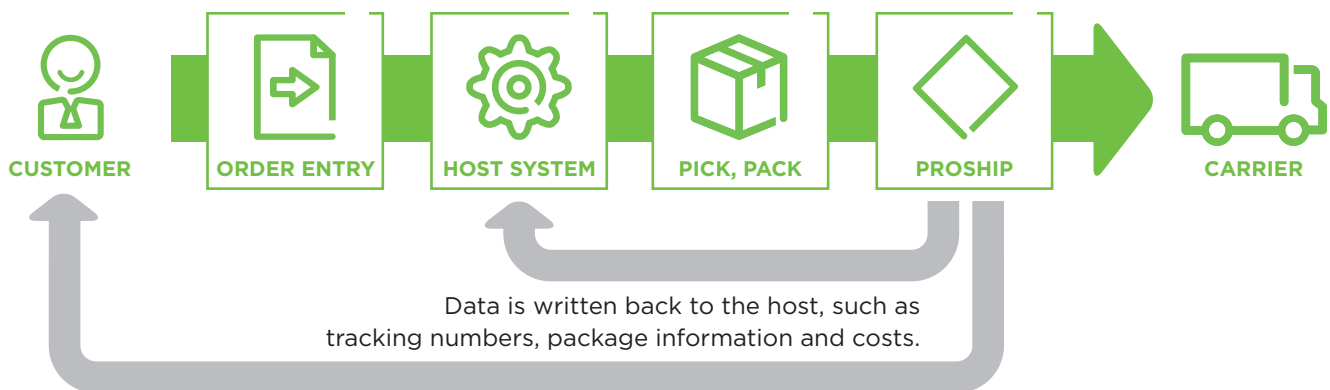 CUSTOMER
ORDER ENTRY
HOST SYSTEM
PICK, PACK
PROSHIP
CARRIER
Data is written back to the host, such as
tracking numbers, package information and costs.